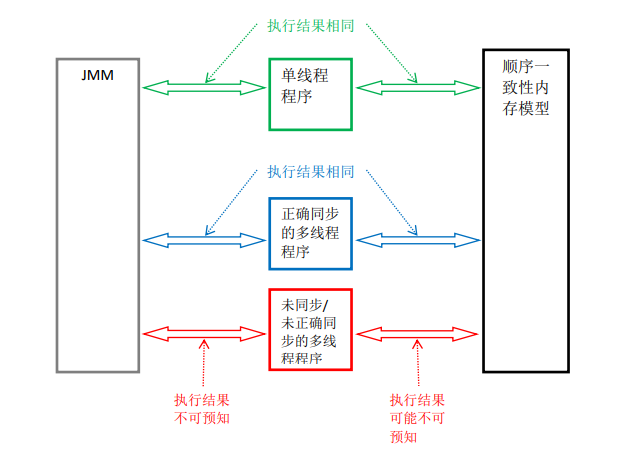 执行结果相同
JMM
单线程
程序
顺序一
致性内
存模型
执行结果相同
正确同步
的多线程
程序
未同步/
未正确同
步的多线
程程序
执行结果
不可预知
执行结果
可能不可
预知